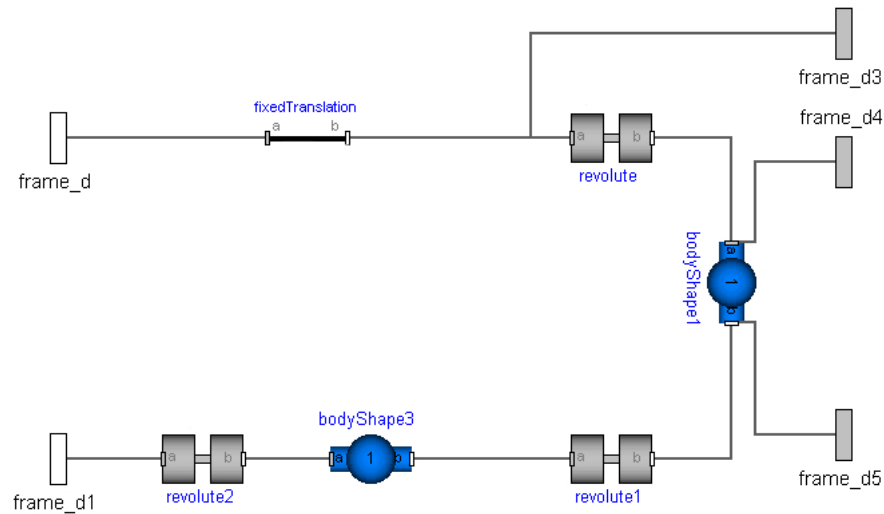 frame_d3
fixedTranslation
a b
frame_d4
a b
frame_d
revolute
bodyShape1
a
1
b
bodyShape3
a 1 b
a b
a b
frame_d1
revolute2
revolute1
frame_d5